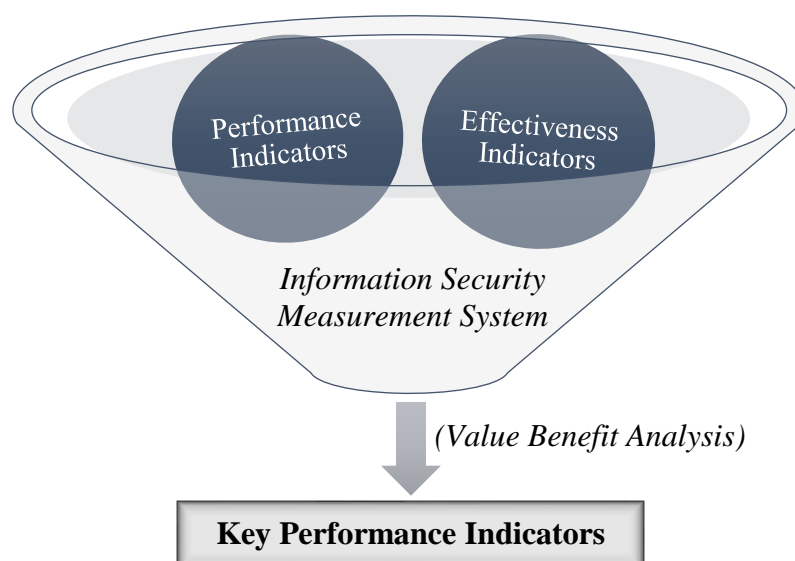 Performance
Indicators
Effectiveness
Indicators
Information Security
Measurement System
(Value Benefit Analysis)
Key Performance Indicators